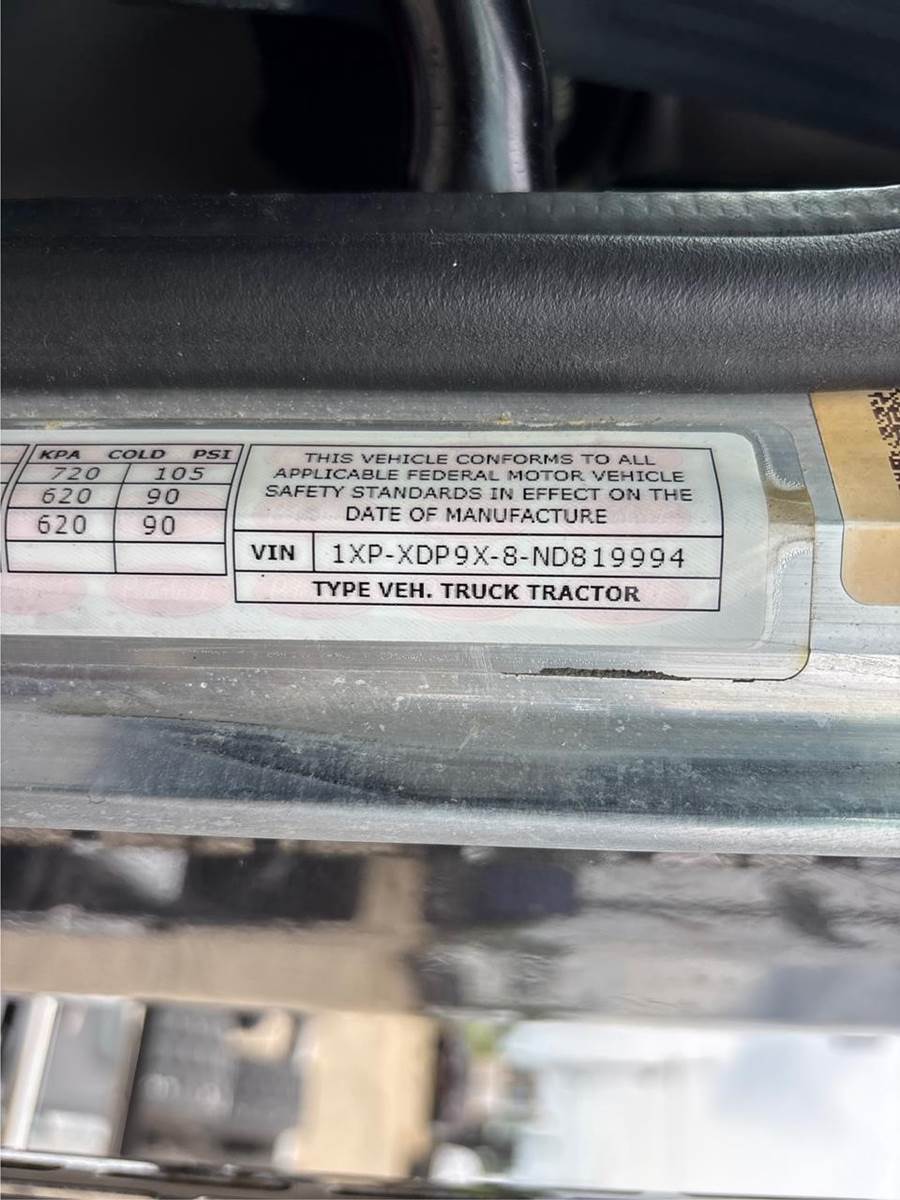 KPA COLD PSI
720 105
620 90
620 90
THIS VEHICLE CONFORMS TO ALL
APPLICABLE FEDERAL MOTOR VEHICLE
SAFETY STANDARDS IN EFFECT ON THE
DATE OF MANUFACTURE
VIN 1XP-XDP9X-8-ND819994
TYPE VEH. TRUCK TRACTOR